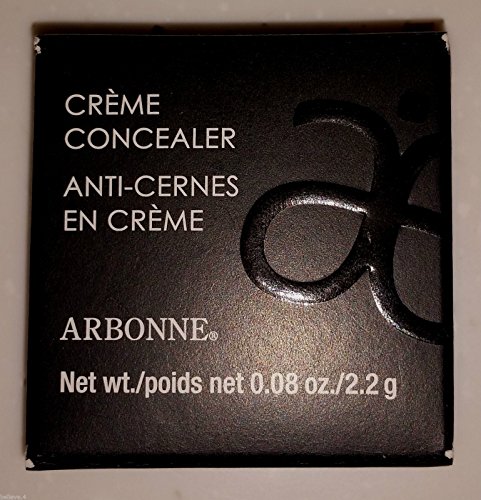 CRÈME
CONCEALER
ANTI-CERNES
EN CRÈME
ARBONNE®
Net wt./poids net 0.08 oz./2.2 g